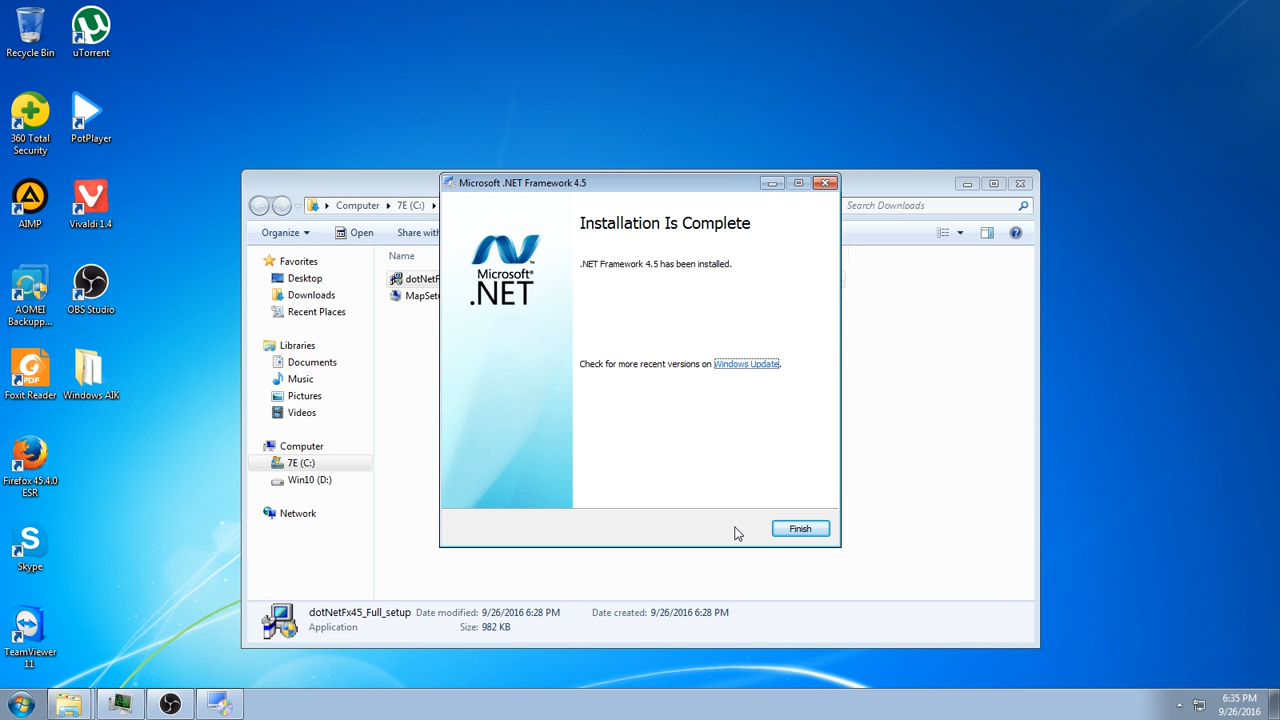 Recycle Bin
uTorrent
360 Total
Security
PotPlayer
AIMP
Vivaldi 1.4
AOMEI
Backupp...
OBS Studio
Foxit Reader
Windows AIK
Firefox 45.4.0
ESR
Skype
TeamViewer
11
Computer
7E (C:)
Search Downloads
Organize
Open
Share with
Favorites
Desktop
Downloads
Recent Places
Libraries
Documents
Music
Pictures
Videos
Computer
7E (C:)
Win10 (D:)
Network
Name
dotNetF
MapSetu
Microsoft .NET Framework 4.5
Microsoft®
.NET
Installation Is Complete
.NET Framework 4.5 has been installed.
Check for more recent versions on Windows Update.
Finish
dotNetFx45_Full_setup Date modified: 9/26/2016 6:28 PM Date created: 9/26/2016 6:28 PM
Application Size: 982 KB
6:35 PM
9/26/2016